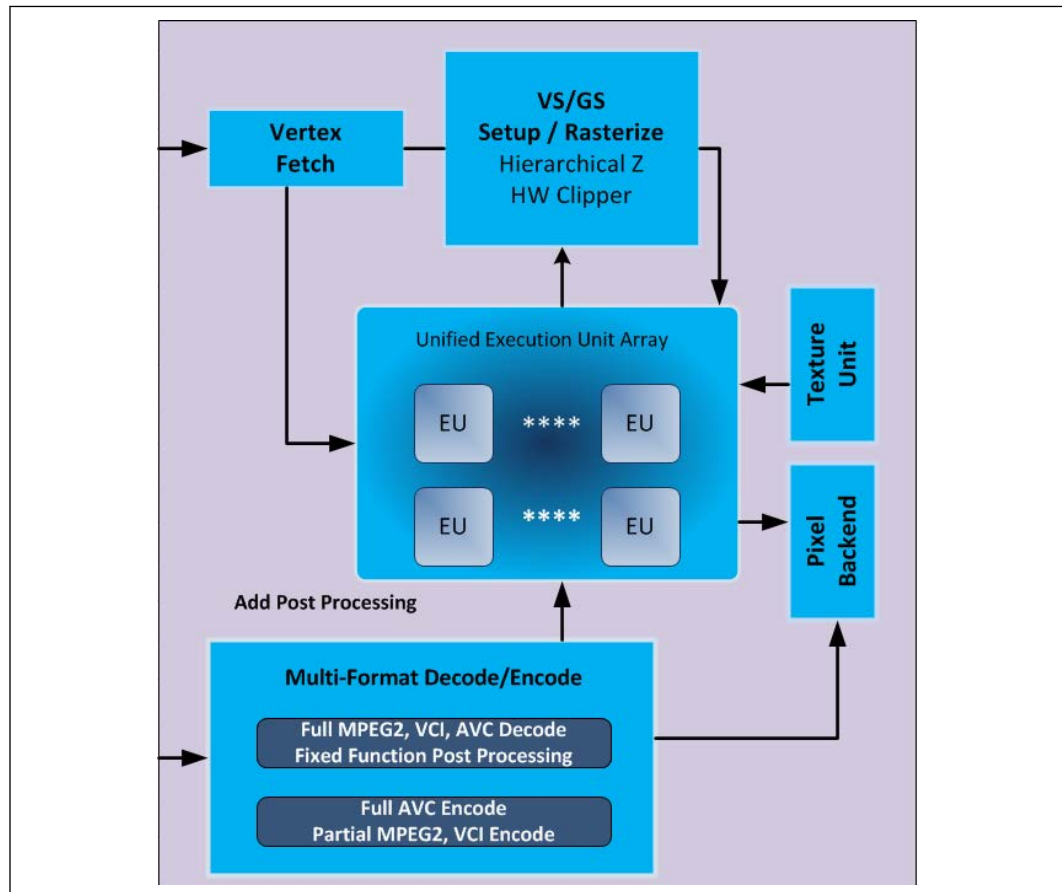 VS/GS
Setup / Rasterize
Hierarchical Z
HW Clipper
Vertex
Fetch
Unified Execution Unit Array
EU
****
EU
EU
****
EU
Texture
Unit
Pixel
Backend
Add Post Processing
Multi-Format Decode/Encode
Full MPEG2, VCI, AVC Decode
Fixed Function Post Processing
Full AVC Encode
Partial MPEG2, VCI Encode